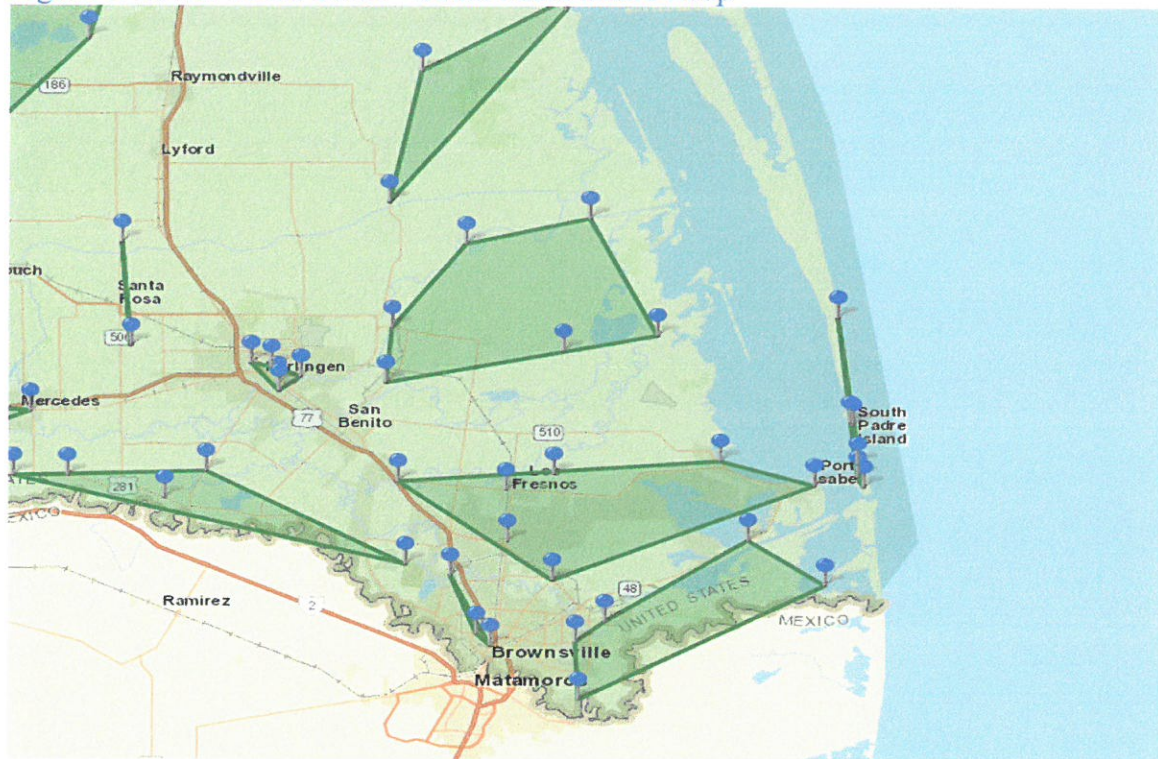 186
Raymondville
Lyford
Santa
Rosa
506
Mercedes
77
San
Benito
510
Los
Fresnos
South
Padre
Island
Port
Isabel
281
MEXICO
Ramirez
2
48
UNITED STATES
MEXICO
Brownsville
Matamoros